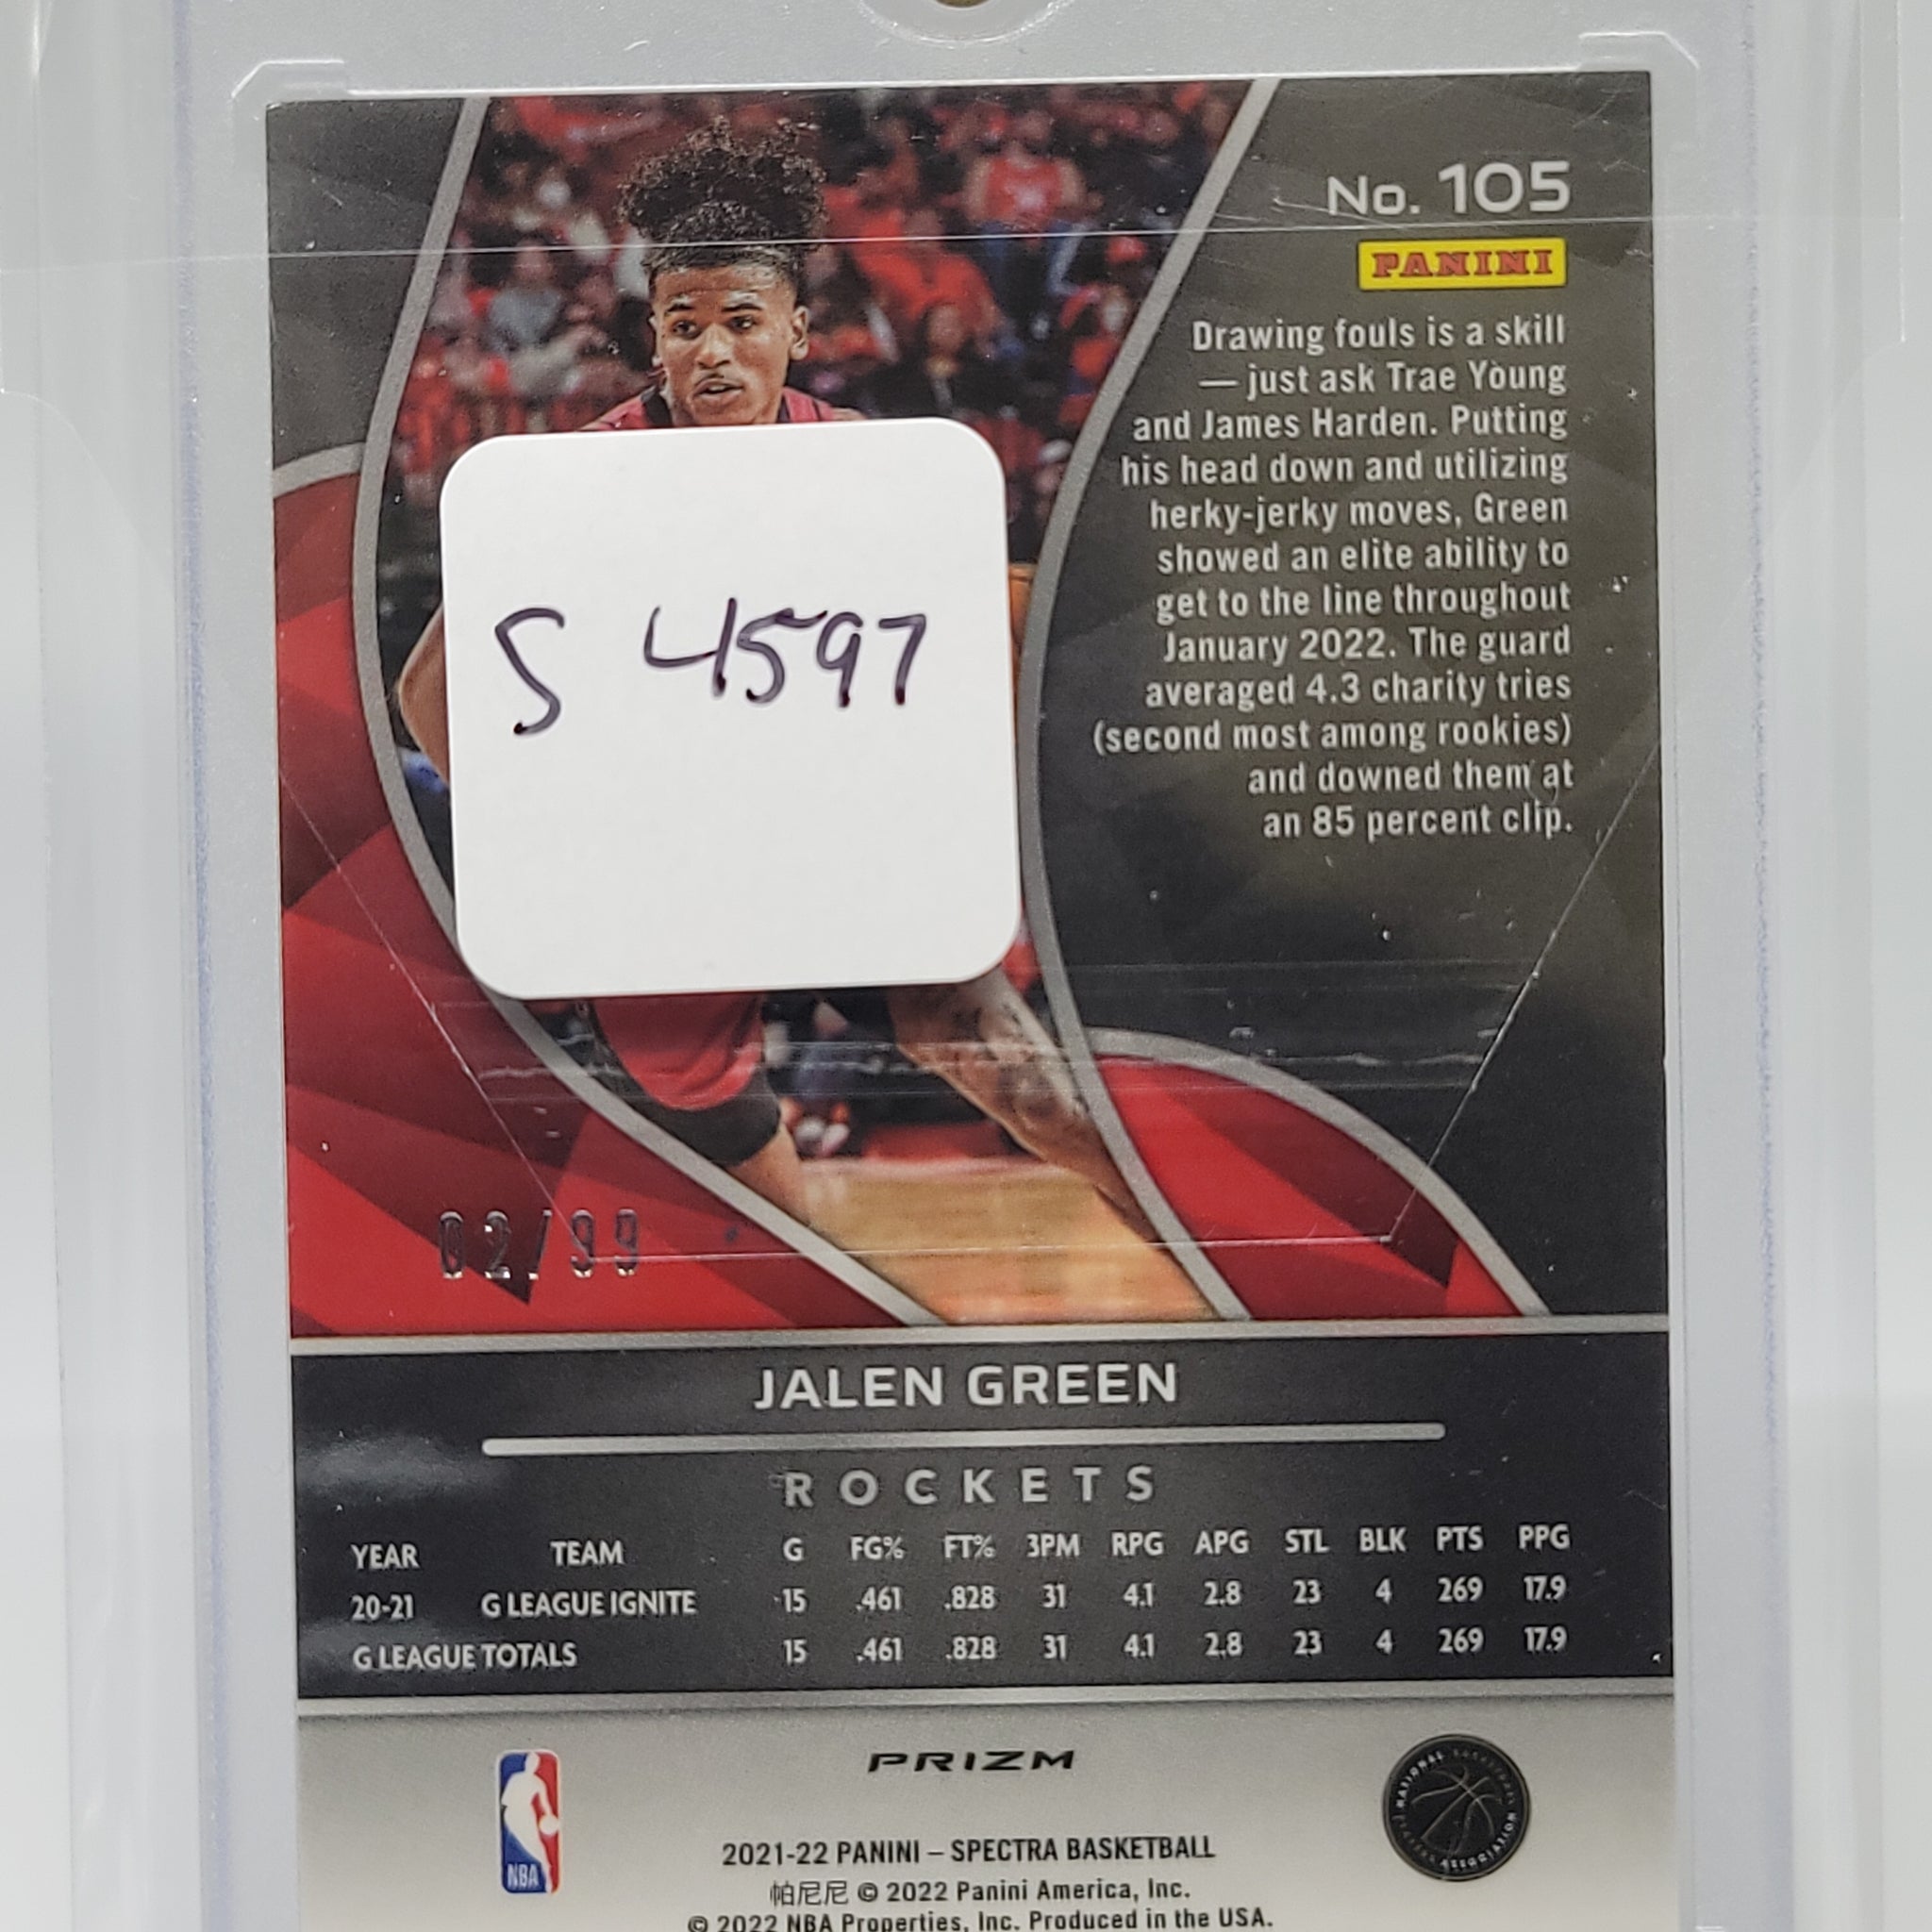 No. 105
PANINI
Drawing fouls is a skill
— just ask Trae Young
and James Harden. Putting
his head down and utilizing
herky-jerky moves, Green
showed an elite ability to
get to the line throughout
January 2022. The guard
averaged 4.3 charity tries
(second most among rookies)
and downed them at
an 85 percent clip.
S 4597
02/99
JALEN GREEN
ROCKETS
YEAR TEAM G FG% FT% 3PM RPG APG STL BLK PTS PPG
20-21 G LEAGUE IGNITE 15 .461 .828 31 4.1 2.8 23 4 269 17.9
G LEAGUE TOTALS 15 .461 .828 31 4.1 2.8 23 4 269 17.9
PRIZM
NBA
NATIONAL BASKETBALL PLAYERS ASSOCIATION
2021-22 PANINI – SPECTRA BASKETBALL
帕尼尼 © 2022 Panini America, Inc.
© 2022 NBA Properties, Inc. Produced in the USA.